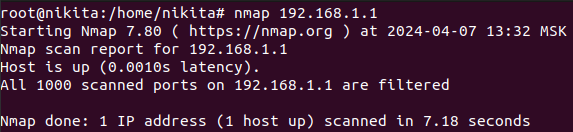 root@nikita:/home/nikita# nmap 192.168.1.1
Starting Nmap 7.80 ( https://nmap.org ) at 2024-04-07 13:32 MSK
Nmap scan report for 192.168.1.1
Host is up (0.0010s latency).
All 1000 scanned ports on 192.168.1.1 are filtered
Nmap done: 1 IP address (1 host up) scanned in 7.18 seconds